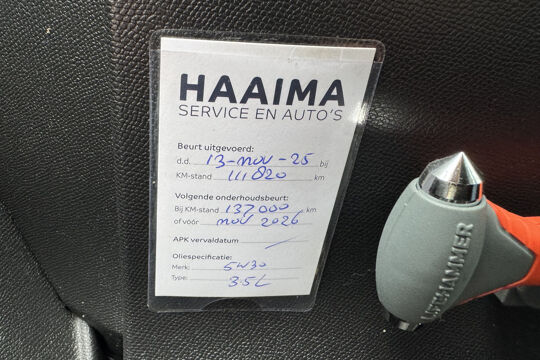 HAAIMA
SERVICE EN AUTO'S
Beurt uitgevoerd:
d.d. 13-nov-25 bij
KM-stand 111820 km
Volgende onderhoudsbeurt:
Bij KM-stand 137000 km
of vóór nov 2026
APK vervaldatum /
Oliespecificatie:
Merk: 5W30
Type: 3.5L
LIFEHAMMER